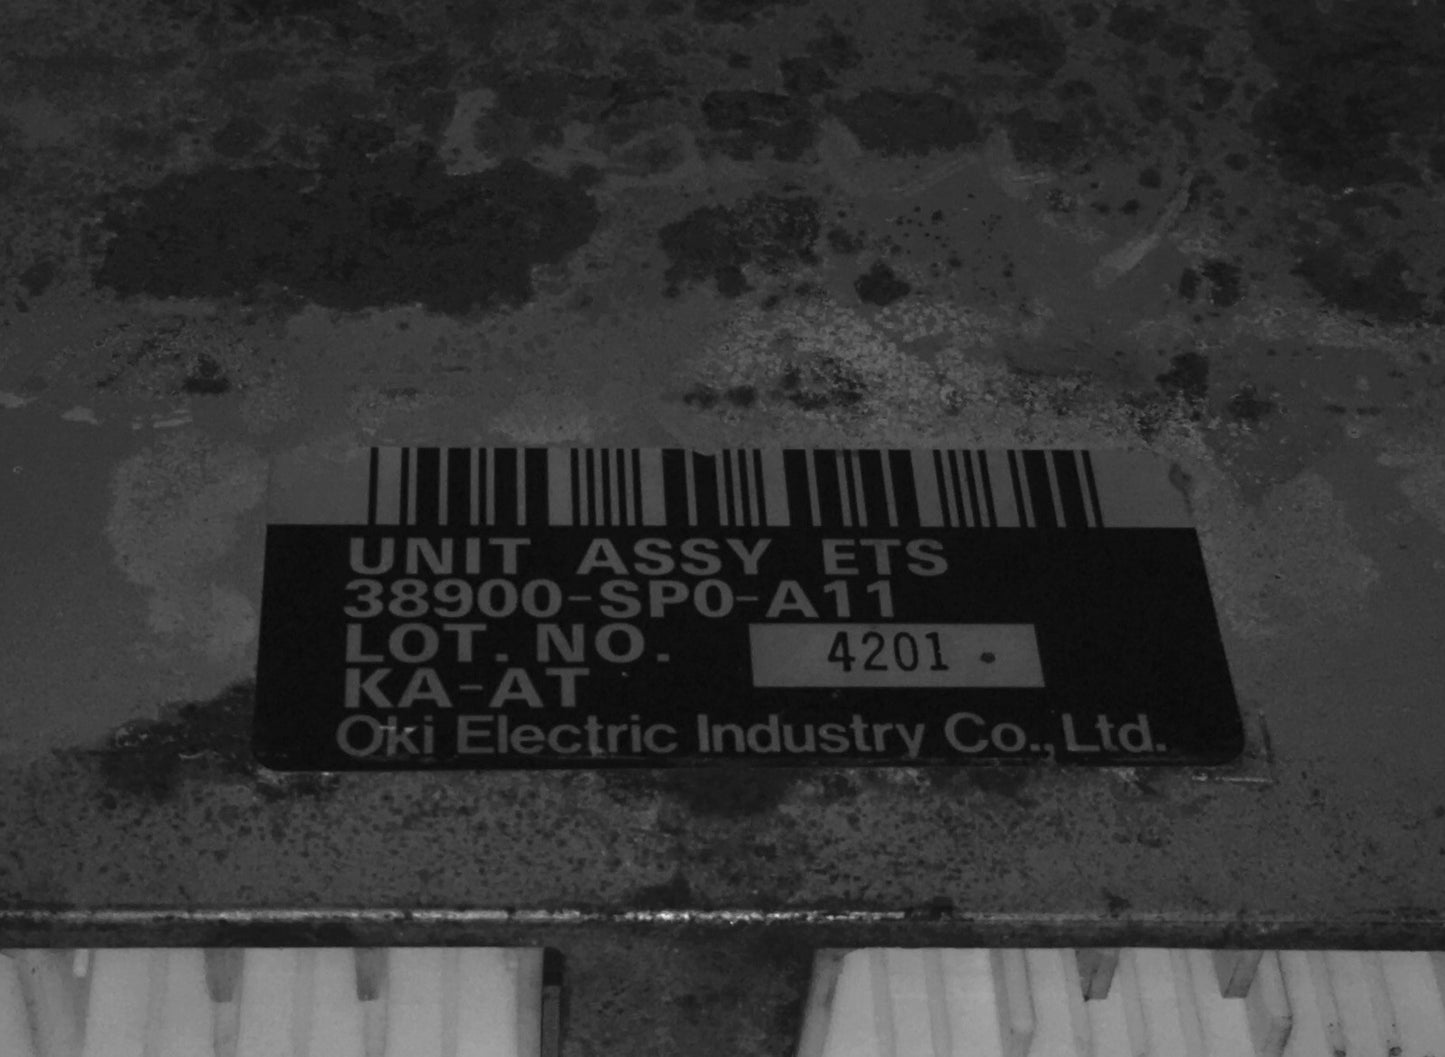 UNIT ASSY ETS
38900-SP0-A11
LOT. NO. 4201 •
KA-AT
Oki Electric Industry Co., Ltd.